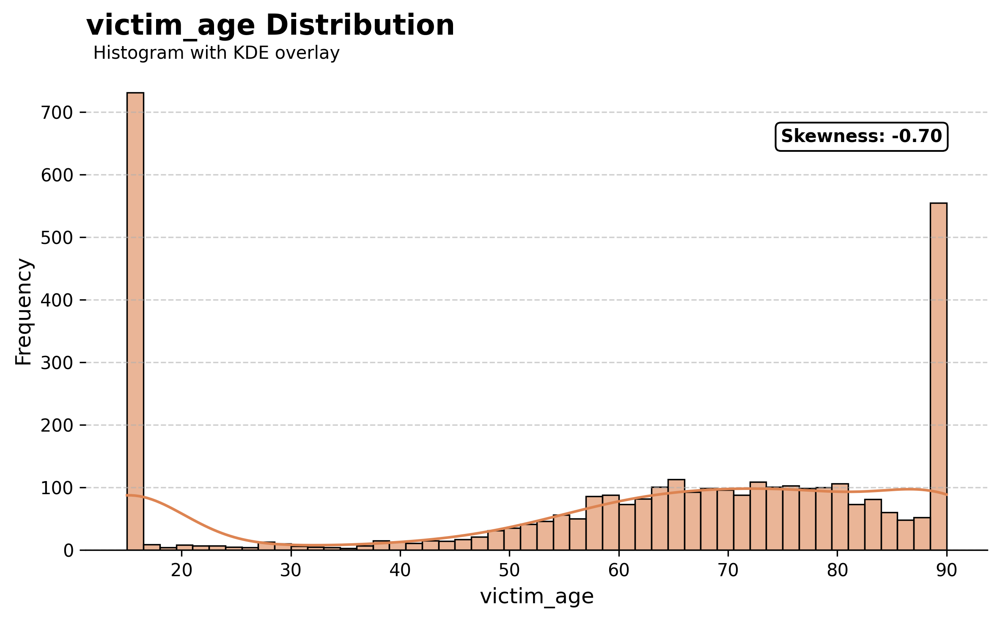 victim_age Distribution
Histogram with KDE overlay
700
600
500
400
300
200
100
0
Frequency
Skewness: -0.70
20 30 40 50 60 70 80 90
victim_age